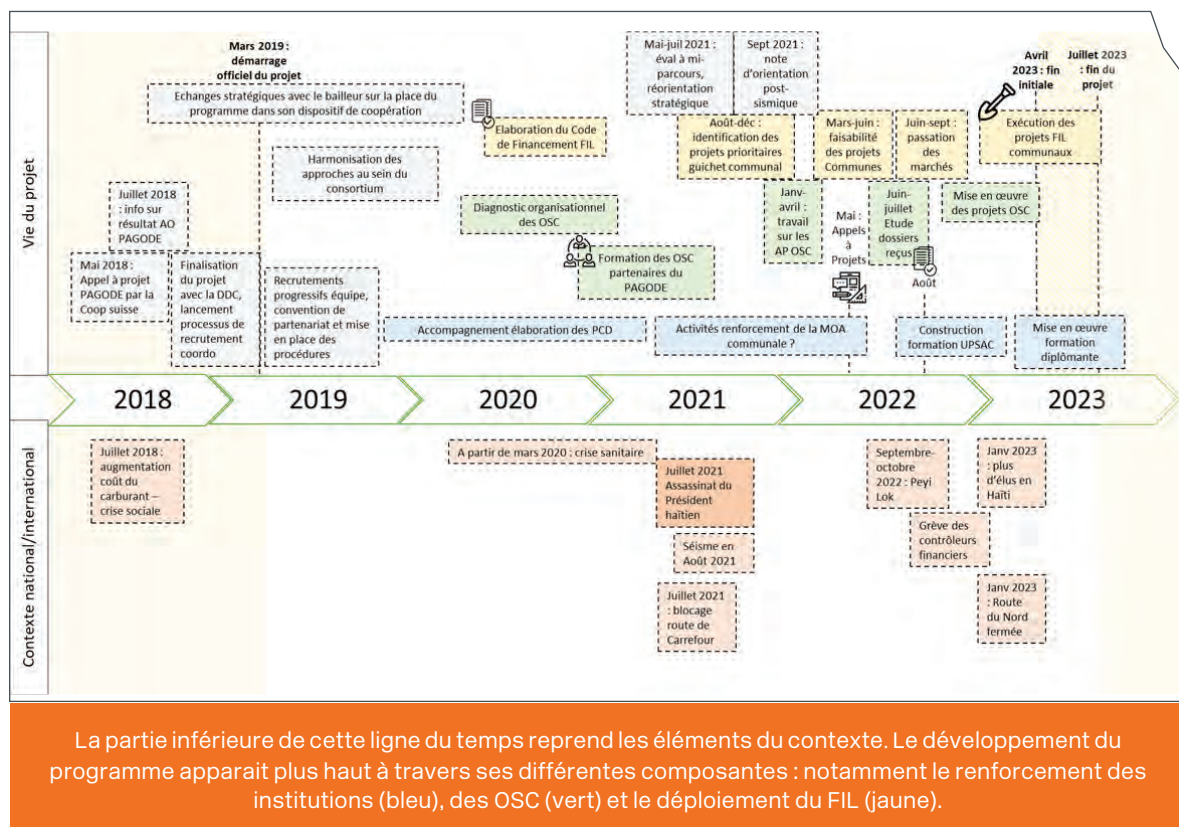 Vie du projet
Mars 2019 :
démarrage
officiel du projet
Echanges stratégiques avec le bailleur sur la place du
programme dans son dispositif de coopération
Harmonisation des
approches au sein du
consortium
Juillet 2018
: info sur
résultat AO
PAGODE
Mai 2018 :
Appel à projet
PAGODE par la
Coop suisse
Finalisation
du projet
avec la DDC,
lancement
processus de
recrutement
coordo
Recrutements
progressifs équipe,
convention de
partenariat et mise
en place des
procédures
Elaboration du Code
de Financement FIL
Diagnostic organisationnel
des OSC
Formation des OSC
partenaires du
PAGODE
Accompagnement élaboration des PCD
Mai-juil 2021 :
éval à mi-
parcours,
réorientation
stratégique
Sept 2021 :
note
d'orientation
post-
sismique
Août-déc :
identification des
projets prioritaires
guichet communal
Janv-
avril :
travail
sur les
AP OSC
Activités renforcement de la MOA
communale ?
Mars-juin :
faisabilité
des projets
Communes
Juin-sept :
passation
des
marchés
Mai :
Appels
à
Projets
Juin-
juillet Etude
dossiers
reçus
Août
Construction
formation UPSAC
Avril
2023 : fin
initiale
Juillet 2023
: fin du
projet
Exécution des
projets FIL
communaux
Mise en œuvre
des projets OSC
Mise en œuvre
formation
diplômante
2018
2019
2020
2021
2022
2023
Contexte national/international
Juillet 2018 :
augmentation
coût du
carburant –
crise sociale
A partir de mars 2020 : crise sanitaire
Juillet 2021
Assassinat du
Président
haïtien
Séisme en
Août 2021
Juillet 2021
: blocage
route de
Carrefour
Septembre-
octobre
2022 : Peyi
Lok
Grève des
contrôleurs
financiers
Janv 2023
: plus
d'élus en
Haïti
Janv 2023
: Route
du Nord
fermée
La partie inférieure de cette ligne du temps reprend les éléments du contexte. Le développement du
programme apparait plus haut à travers ses différentes composantes : notamment le renforcement des
institutions (bleu), des OSC (vert) et le déploiement du FIL (jaune).